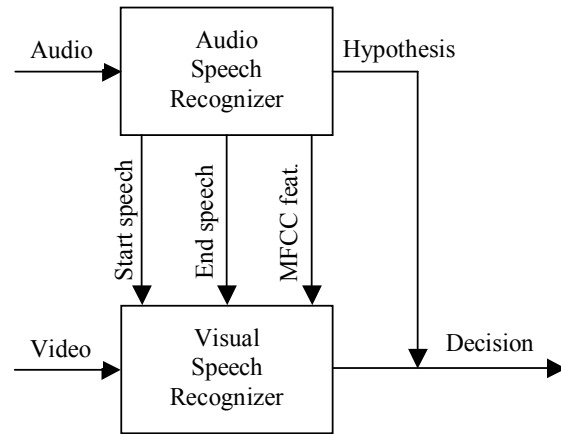 Audio
Audio
Speech
Recognizer
Hypothesis
Start speech
End speech
MFCC feat.
Video
Visual
Speech
Recognizer
Decision